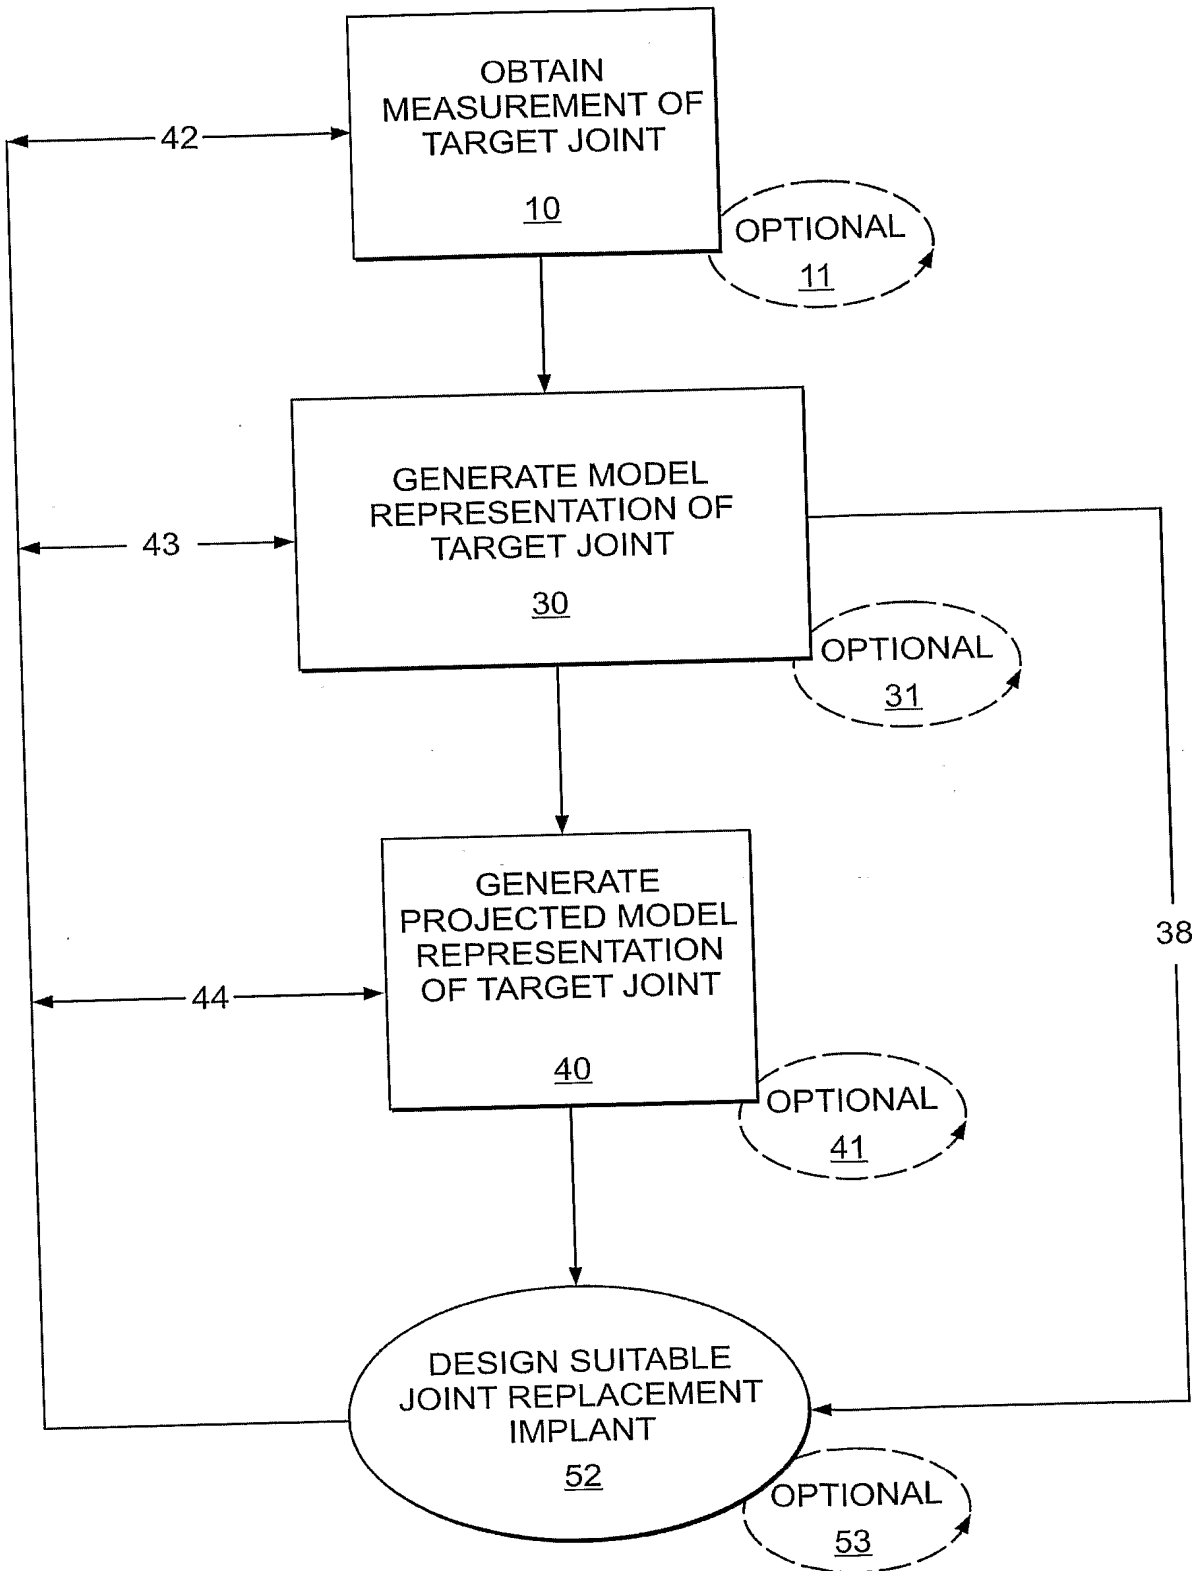 OBTAIN
MEASUREMENT OF
TARGET JOINT
10
42
OPTIONAL
11
GENERATE MODEL
REPRESENTATION OF
TARGET JOINT
30
43
OPTIONAL
31
GENERATE
PROJECTED MODEL
REPRESENTATION
OF TARGET JOINT
40
38
44
OPTIONAL
41
DESIGN SUITABLE
JOINT REPLACEMENT
IMPLANT
52
OPTIONAL
53